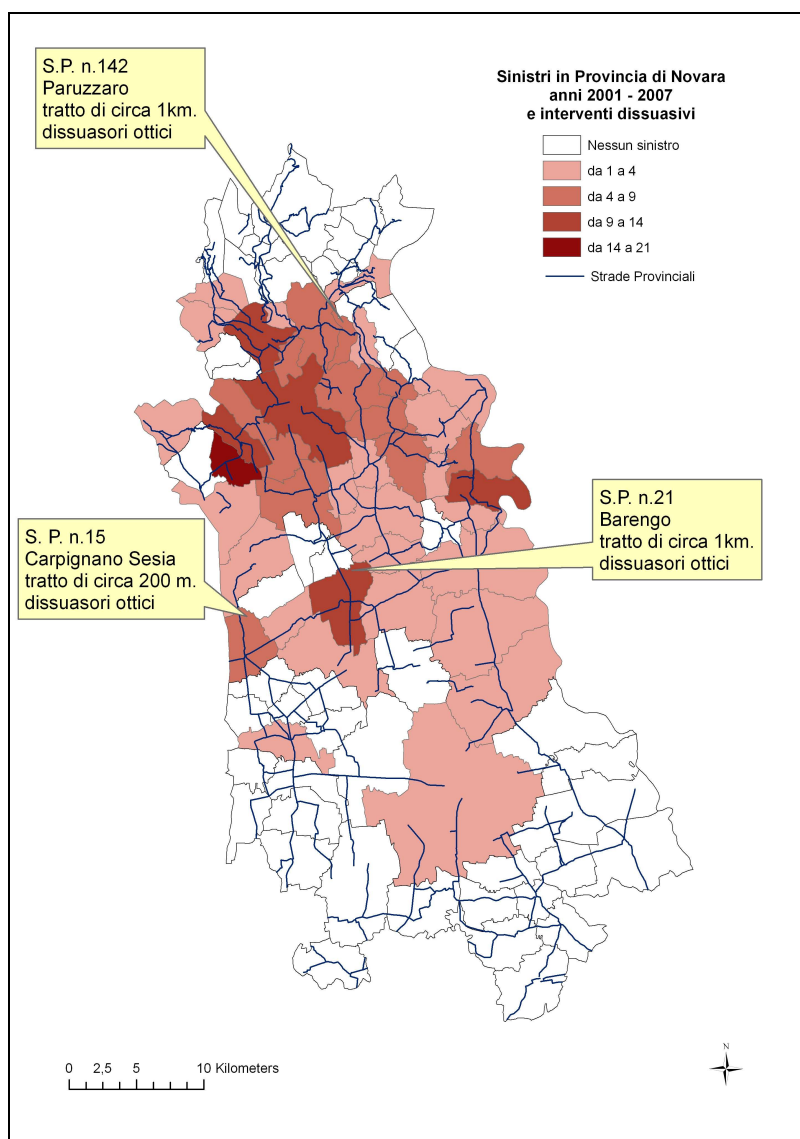 S.P. n.142
Paruzzaro
tratto di circa 1km.
dissuasori ottici
Sinistri in Provincia di Novara
anni 2001 - 2007
e interventi dissuasivi
Nessun sinistro
da 1 a 4
da 4 a 9
da 9 a 14
da 14 a 21
Strade Provinciali
S.P. n.21
Barengo
tratto di circa 1km.
dissuasori ottici
S. P. n.15
Carpignano Sesia
tratto di circa 200 m.
dissuasori ottici
0 2,5 5 10 Kilometers
N